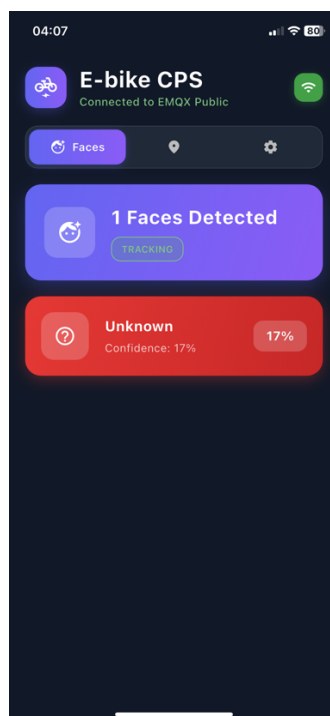 04:07
80
E-bike CPS
Connected to EMQX Public
Faces
1 Faces Detected
TRACKING
Unknown
Confidence: 17%
17%